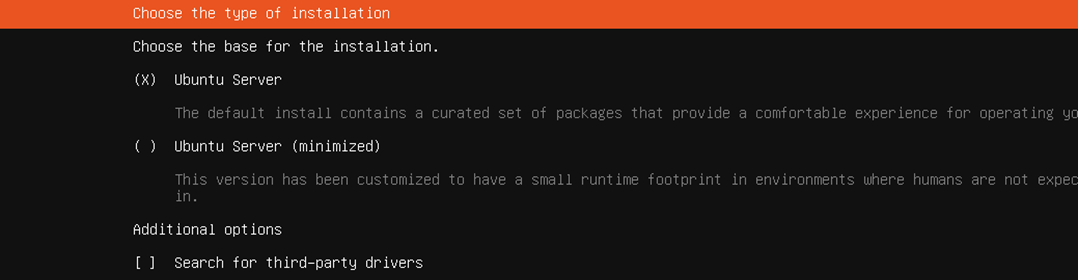 Choose the type of installation
Choose the base for the installation.
(X) Ubuntu Server
The default install contains a curated set of packages that provide a comfortable experience for operating yo
( ) Ubuntu Server (minimized)
This version has been customized to have a small runtime footprint in environments where humans are not expec
in.
Additional options
[ ] Search for third-party drivers